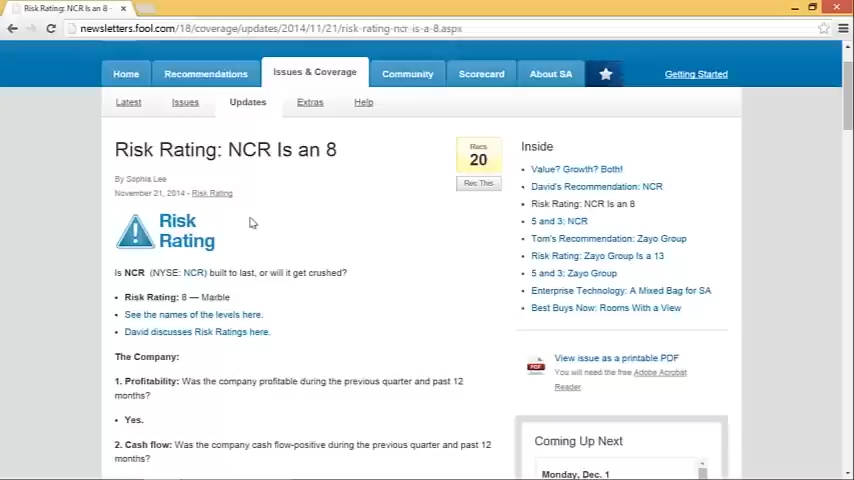 Risk Rating: NCR Is an 8 -
newsletters.fool.com/18/coverage/updates/2014/11/21/risk-rating-ncr-is-a-8.aspx
Home Recommendations Issues & Coverage Community Scorecard About SA Getting Started
Latest Issues Updates Extras Help
Risk Rating: NCR Is an 8
By Sophia Lee
November 21, 2014 - Risk Rating
Recs
20
Rec This
Risk
Rating
Is NCR (NYSE: NCR) built to last, or will it get crushed?
• Risk Rating: 8 — Marble
• See the names of the levels here.
• David discusses Risk Ratings here.
The Company:
1. Profitability: Was the company profitable during the previous quarter and past 12
months?
• Yes.
2. Cash flow: Was the company cash flow-positive during the previous quarter and past 12
months?
Inside
• Value? Growth? Both!
• David's Recommendation: NCR
• Risk Rating: NCR Is an 8
• 5 and 3: NCR
• Tom's Recommendation: Zayo Group
• Risk Rating: Zayo Group Is a 13
• 5 and 3: Zayo Group
• Enterprise Technology: A Mixed Bag for SA
• Best Buys Now: Rooms With a View
PDF
View issue as a printable PDF
You will need the free Adobe Acrobat
Reader.
Coming Up Next
Monday, Dec. 1